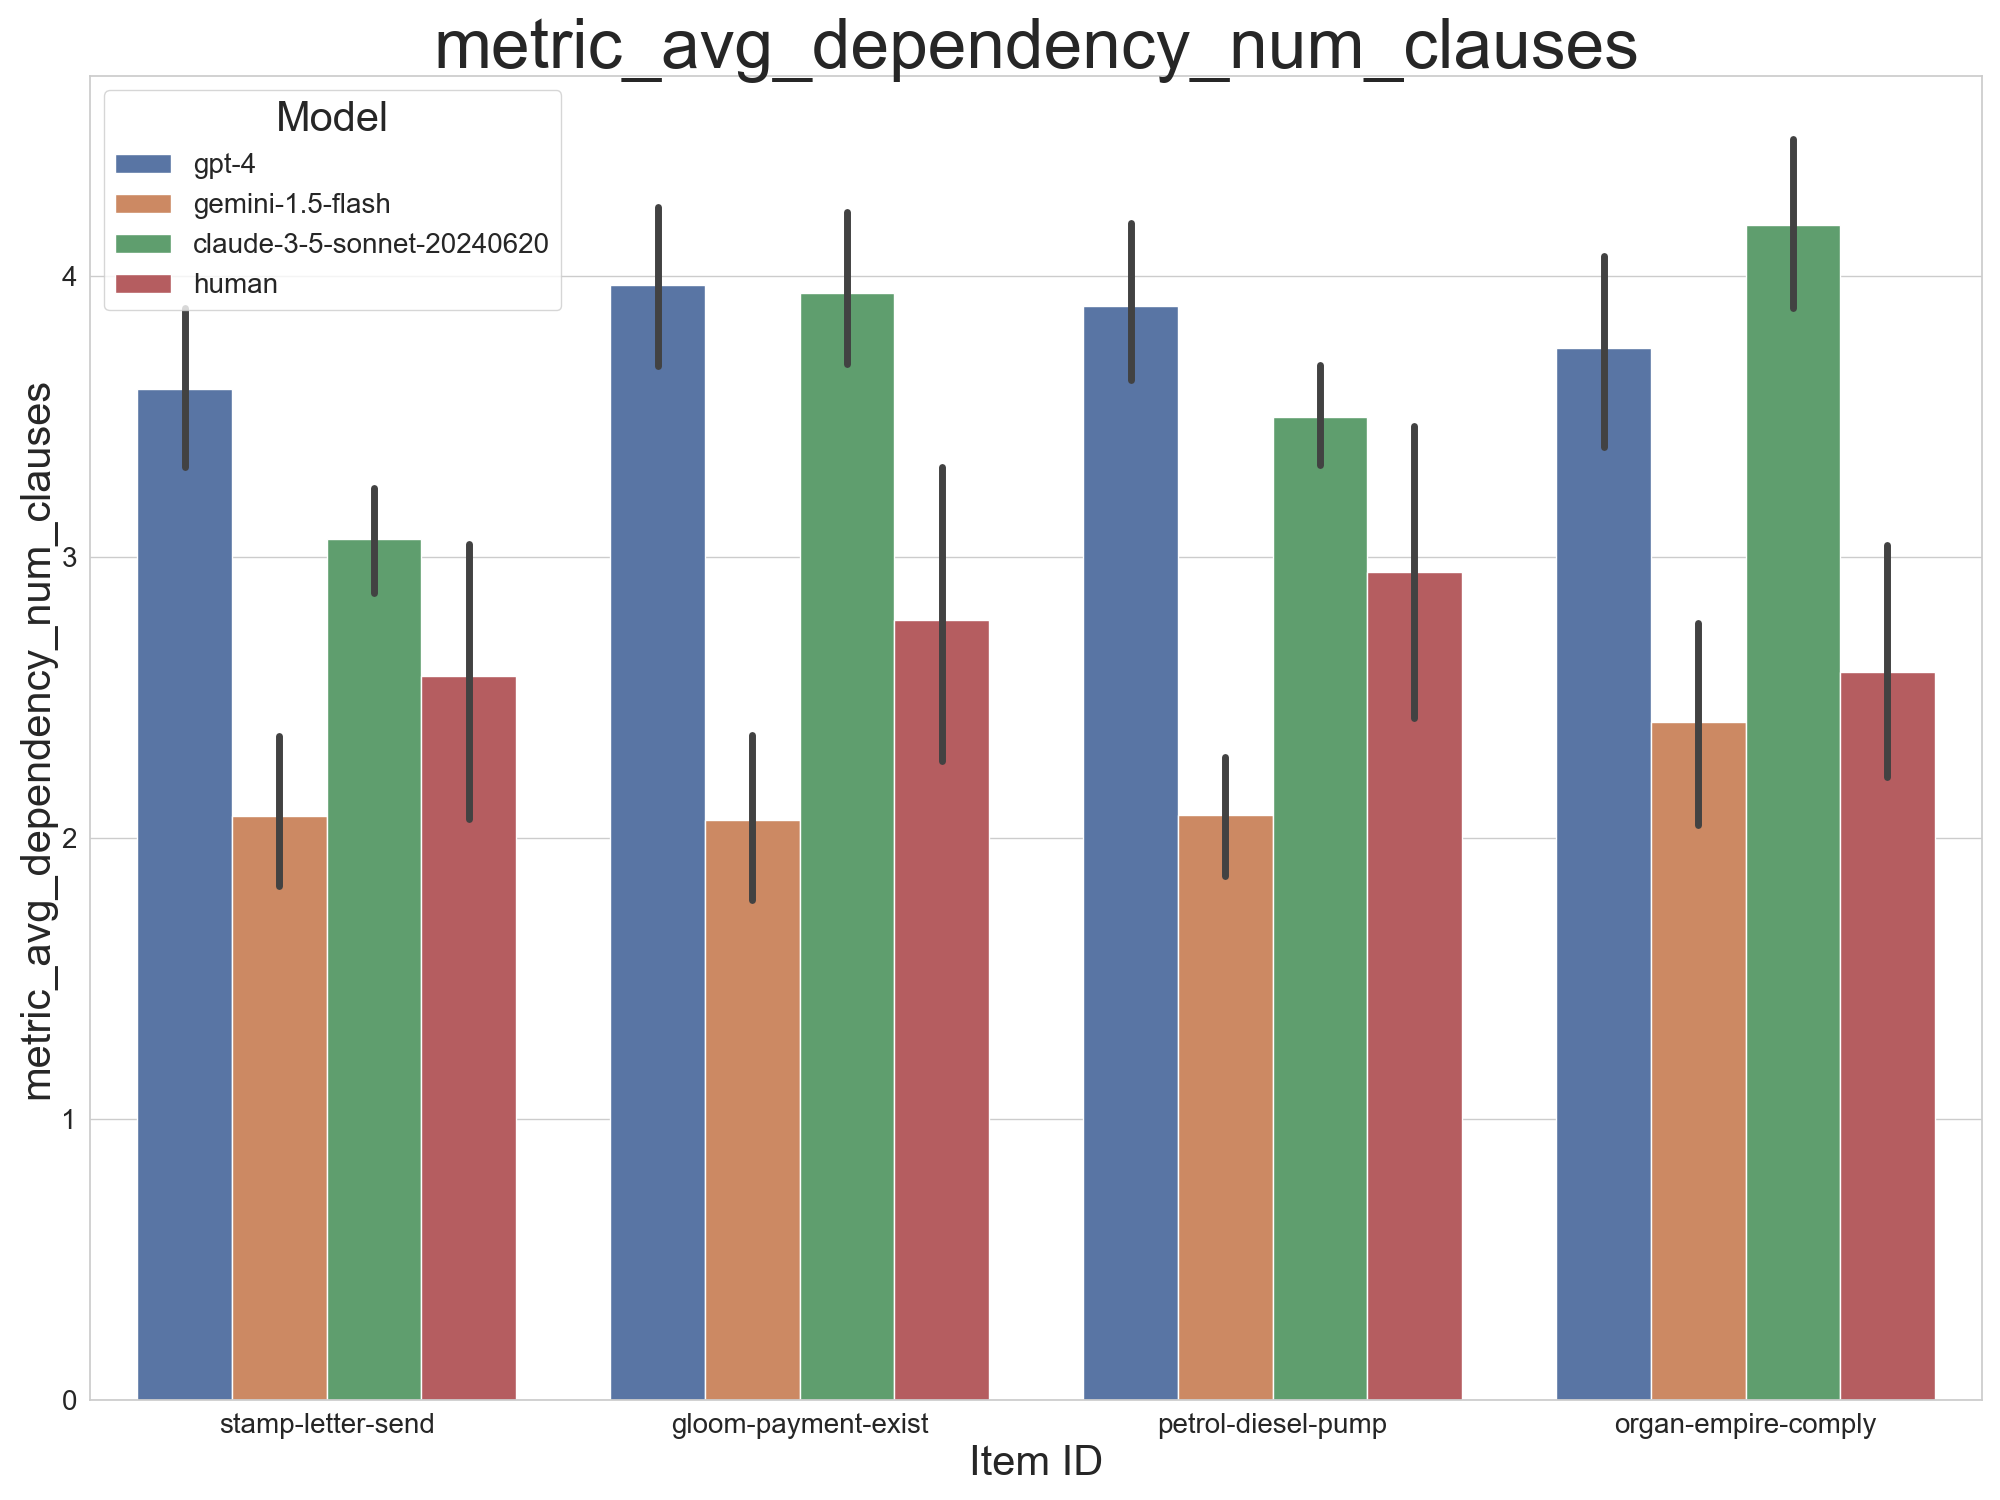 metric_avg_dependency_num_clauses
Model
gpt-4
gemini-1.5-flash
claude-3-5-sonnet-20240620
human
metric_avg_dependency_num_clauses
4
3
2
1
0
stamp-letter-send
gloom-payment-exist
petrol-diesel-pump
organ-empire-comply
Item ID